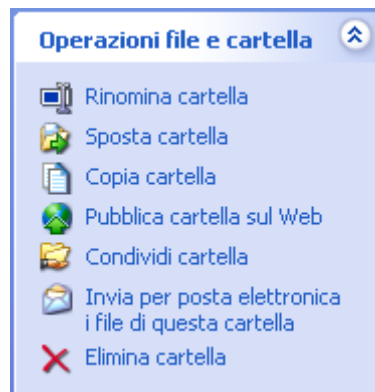 Operazioni file e cartella
Rinomina cartella
Sposta cartella
Copia cartella
Pubblica cartella sul Web
Condividi cartella
Invia per posta elettronica
i file di questa cartella
Elimina cartella